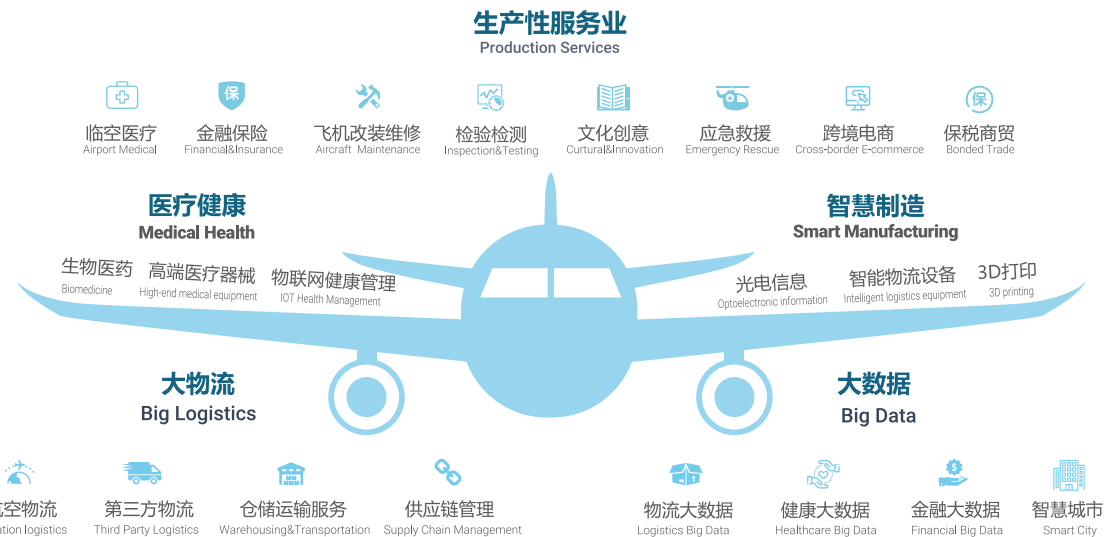 生产性服务业
Production Services
保
保
临空医疗
Airport Medical
金融保险
Financial&Insurance
飞机改装维修
Aircraft Maintenance
检验检测
Inspection&Testing
文化创意
Curtural&Innovation
应急救援
Emergency Rescue
跨境电商
Cross-border E-commerce
保税商贸
Bonded Trade
医疗健康
Medical Health
生物医药
Biomedicine
高端医疗器械
High-end medical equipment
物联网健康管理
IOT Health Management
智慧制造
Smart Manufacturing
光电信息
Optoelectronic information
智能物流设备
Intelligent logistics equipment
3D打印
3D printing
大物流
Big Logistics
大数据
Big Data
$
空物流
ation logistics
第三方物流
Third Party Logistics
仓储运输服务
Warehousing&Transportation
供应链管理
Supply Chain Management
物流大数据
Logistics Big Data
健康大数据
Healthcare Big Data
金融大数据
Financial Big Data
智慧城市
Smart City